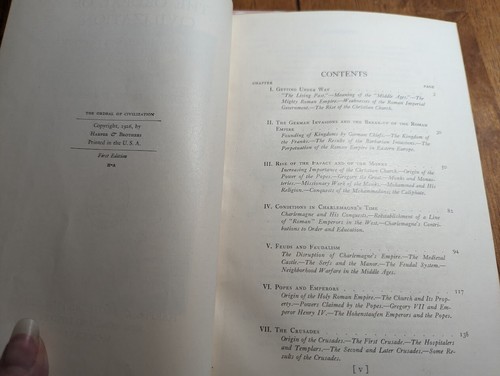 THE ORDEAL OF CIVILIZATION
Copyright, 1926, by
Harper & Brothers
Printed in the U. S. A.
First Edition
CONTENTS
CHAPTER PAGE
I. Getting Under Way
"The Living Past."—Meaning of the "Middle Ages."—The
Mighty Roman Empire.—Weaknesses of the Roman Imperial
Government.—The Rise of the Christian Church.
II. The German Invasions and the Break-up of the Roman
Empire
Founding of Kingdoms by German Chiefs.—The Kingdom of
the Franks.—The Results of the Barbarian Invasions.—The
Perpetuation of the Roman Empire in Eastern Europe.
III. Rise of the Papacy and of the Monks
Increasing Importance of the Christian Church.—Origin of the
Power of the Popes.—Gregory the Great.—Monks and Monas-
teries.—Missionary Work of the Monks.—Mohammed and His
Religion.—Conquests of the Mohammedans; the Caliphate.
IV. Conditions in Charlemagne's Time
Charlemagne and His Conquests.—Reëstablishment of a Line
of "Roman" Emperors in the West.—Charlemagne's Contri-
butions to Order and Education.
V. Feuds and Feudalism 94
The Disruption of Charlemagne's Empire.—The Medieval
Castle.—The Serfs and the Manor.—The Feudal System.—
Neighborhood Warfare in the Middle Ages.
VI. Popes and Emperors 117
Origin of the Holy Roman Empire.—The Church and Its Pro-
perty.—Powers Claimed by the Popes.—Gregory VII and Em-
peror Henry IV.—The Hohenstaufen Emperors and the Popes.
VII. The Crusades 138
Origin of the Crusades.—The First Crusade.—The Hospitalers
and Templars.—The Second and Later Crusades.—Some Re-
sults of the Crusades.
[ V ]